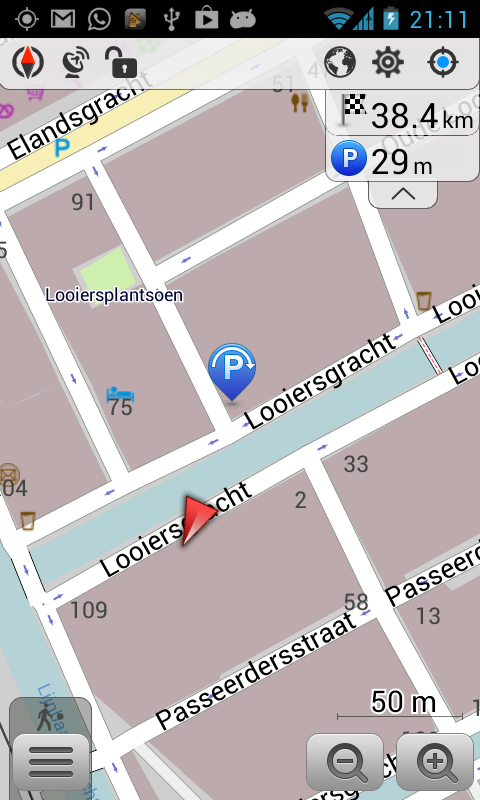 21:11
51
4
Elandsgracht
P
38.4 km
P 29 m
91
Looiersplantsoen
P
Looiersgracht
75
04
33
2
Looiersgracht
109
58
13
Passeerdersstraat
50 m